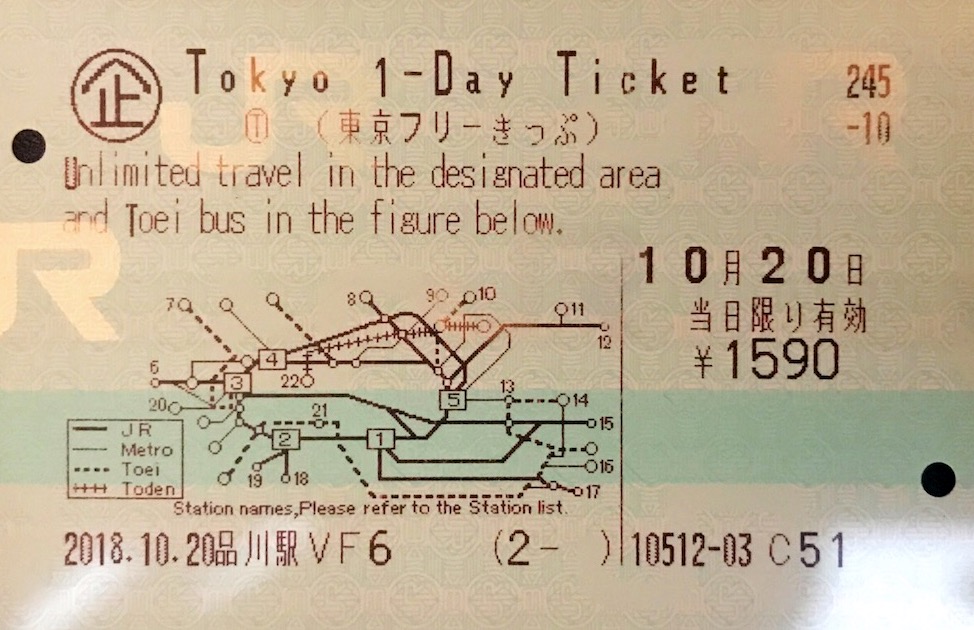 企 Tokyo 1-Day Ticket 245
Ⓣ (東京フリーきっぷ) -10
Unlimited travel in the designated area
and Toei bus in the figure below.
10月20日
当日限り有効
¥1590
7 8 9 10
11
12
4
6 3 22
20 5 13 14
21 15
2 1
16
19 18 17
JR
Metro
Toei
Toden
Station names,Please refer to the Station list.
2018.10.20品川駅VF6 (2- ) 10512-03 C51
JR
R